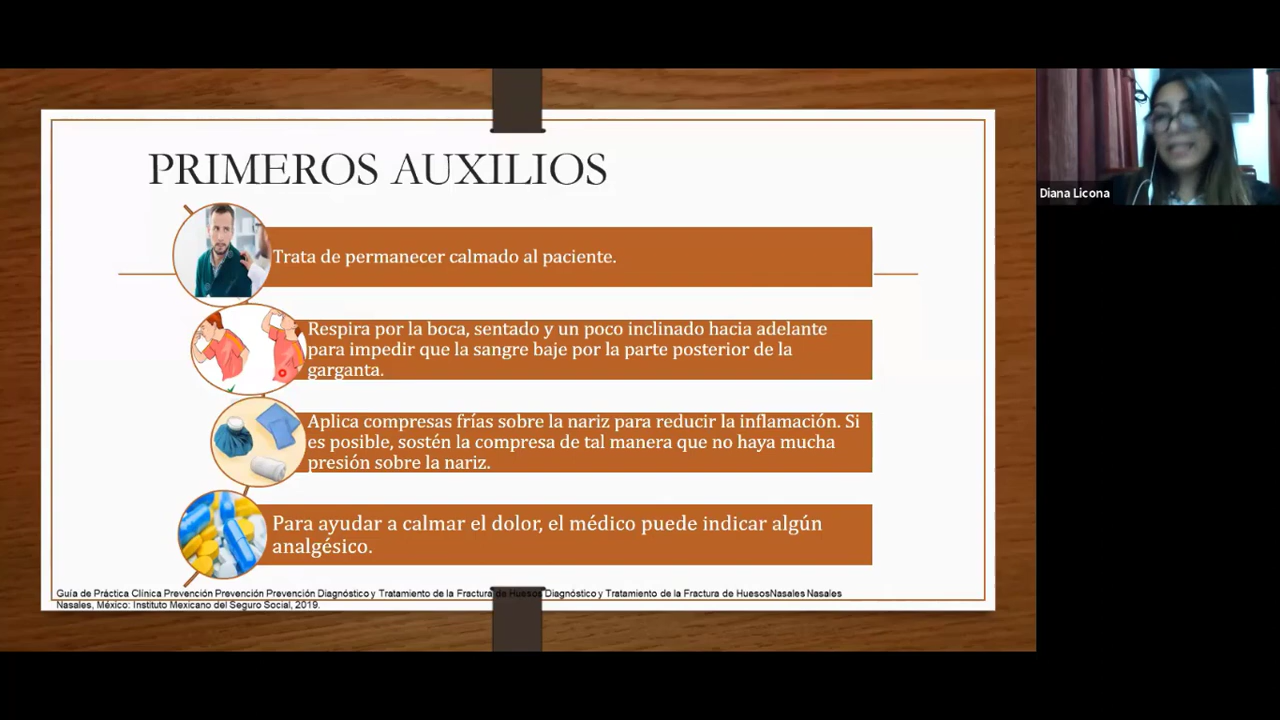 PRIMEROS AUXILIOS
Trata de permanecer calmado al paciente.
Respira por la boca, sentado y un poco inclinado hacia adelante
para impedir que la sangre baje por la parte posterior de la
garganta.
Aplica compresas frías sobre la nariz para reducir la inflamación. Si
es posible, sostén la compresa de tal manera que no haya mucha
presión sobre la nariz.
Para ayudar a calmar el dolor, el médico puede indicar algún
analgésico.
Guía de Práctica Clínica Prevención Prevención Prevención Diagnóstico y Tratamiento de la Fractura de Huesos Diagnóstico y Tratamiento de la Fractura de HuesosNasales Nasales
Nasales, México: Instituto Mexicano del Seguro Social, 2019.
Diana Licona